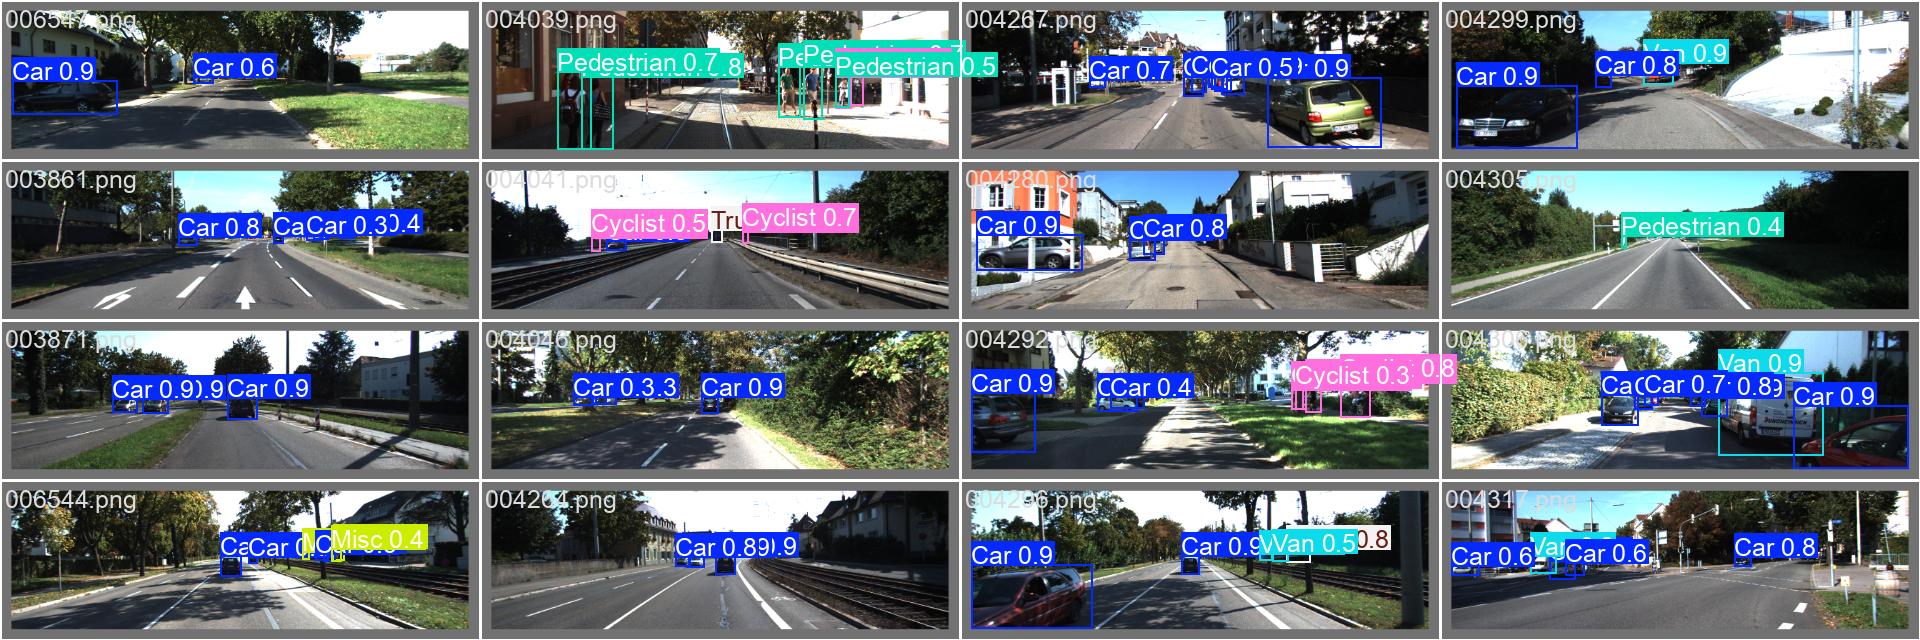 006547.png
Car 0.9
Car 0.6
004039.png
Pedestrian 0.7
Pedestrian 0.5
004267.png
Car 0.7
Car 0.5
0.9
004299.png
Car 0.9
Car 0.8
Van 0.9
003861.png
Car 0.8
Ca
Car 0.3
0.4
004041.png
Cyclist 0.5
Tru
Cyclist 0.7
004280.png
Car 0.9
Car 0.8
Pedestrian 0.4
003871.png
Car 0.9
.9
Car 0.9
004046.png
Car 0.3
.3
Car 0.9
004292.png
Car 0.9
Car 0.4
Cyclist 0.3
0.8
Van 0.9
Ca
Car 0.7
0.8
Car 0.9
006544.png
Ca
Car
Misc 0.4
004264.png
Car 0.8
0.9
004296.png
Car 0.9
Car 0.9
Van 0.5
0.8
004317.png
Car 0.6
Van
Car 0.6
Car 0.8